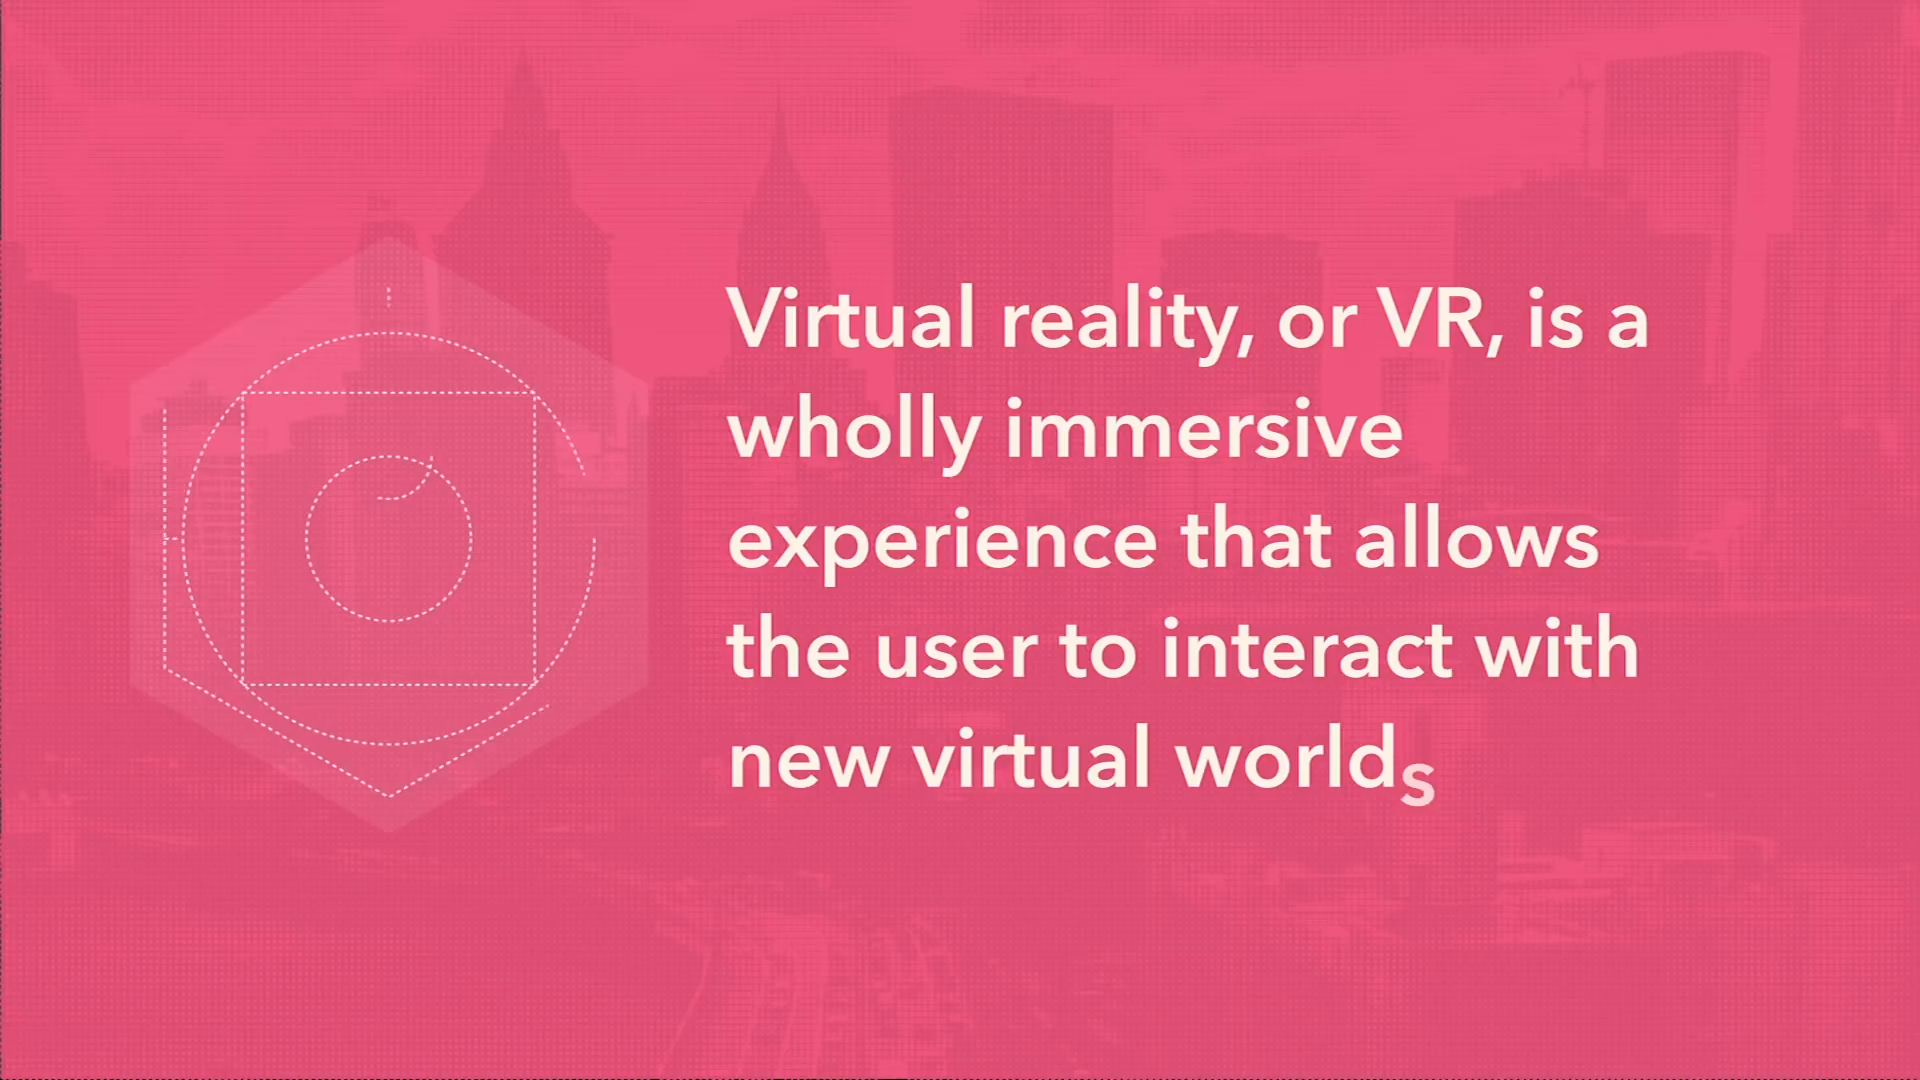 Virtual reality, or VR, is a
wholly immersive
experience that allows
the user to interact with
new virtual worlds